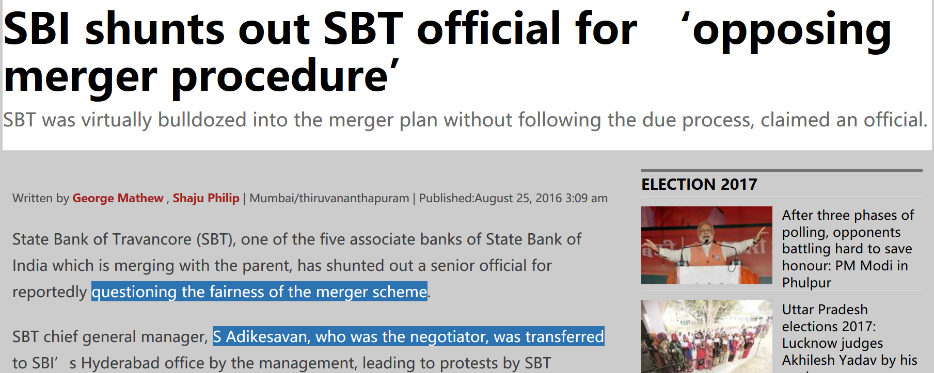 SBI shunts out SBT official for ‘opposing
merger procedure’
SBT was virtually bulldozed into the merger plan without following the due process, claimed an official.
Written by George Mathew , Shaju Philip | Mumbai/thiruvananthapuram | Published:August 25, 2016 3:09 am
State Bank of Travancore (SBT), one of the five associate banks of State Bank of
India which is merging with the parent, has shunted out a senior official for
reportedly questioning the fairness of the merger scheme.
SBT chief general manager, S Adikesavan, who was the negotiator, was transferred
to SBI’s Hyderabad office by the management, leading to protests by SBT
ELECTION 2017
After three phases of
polling, opponents
battling hard to save
honour: PM Modi in
Phulpur
Uttar Pradesh
elections 2017:
Lucknow judges
Akhilesh Yadav by his